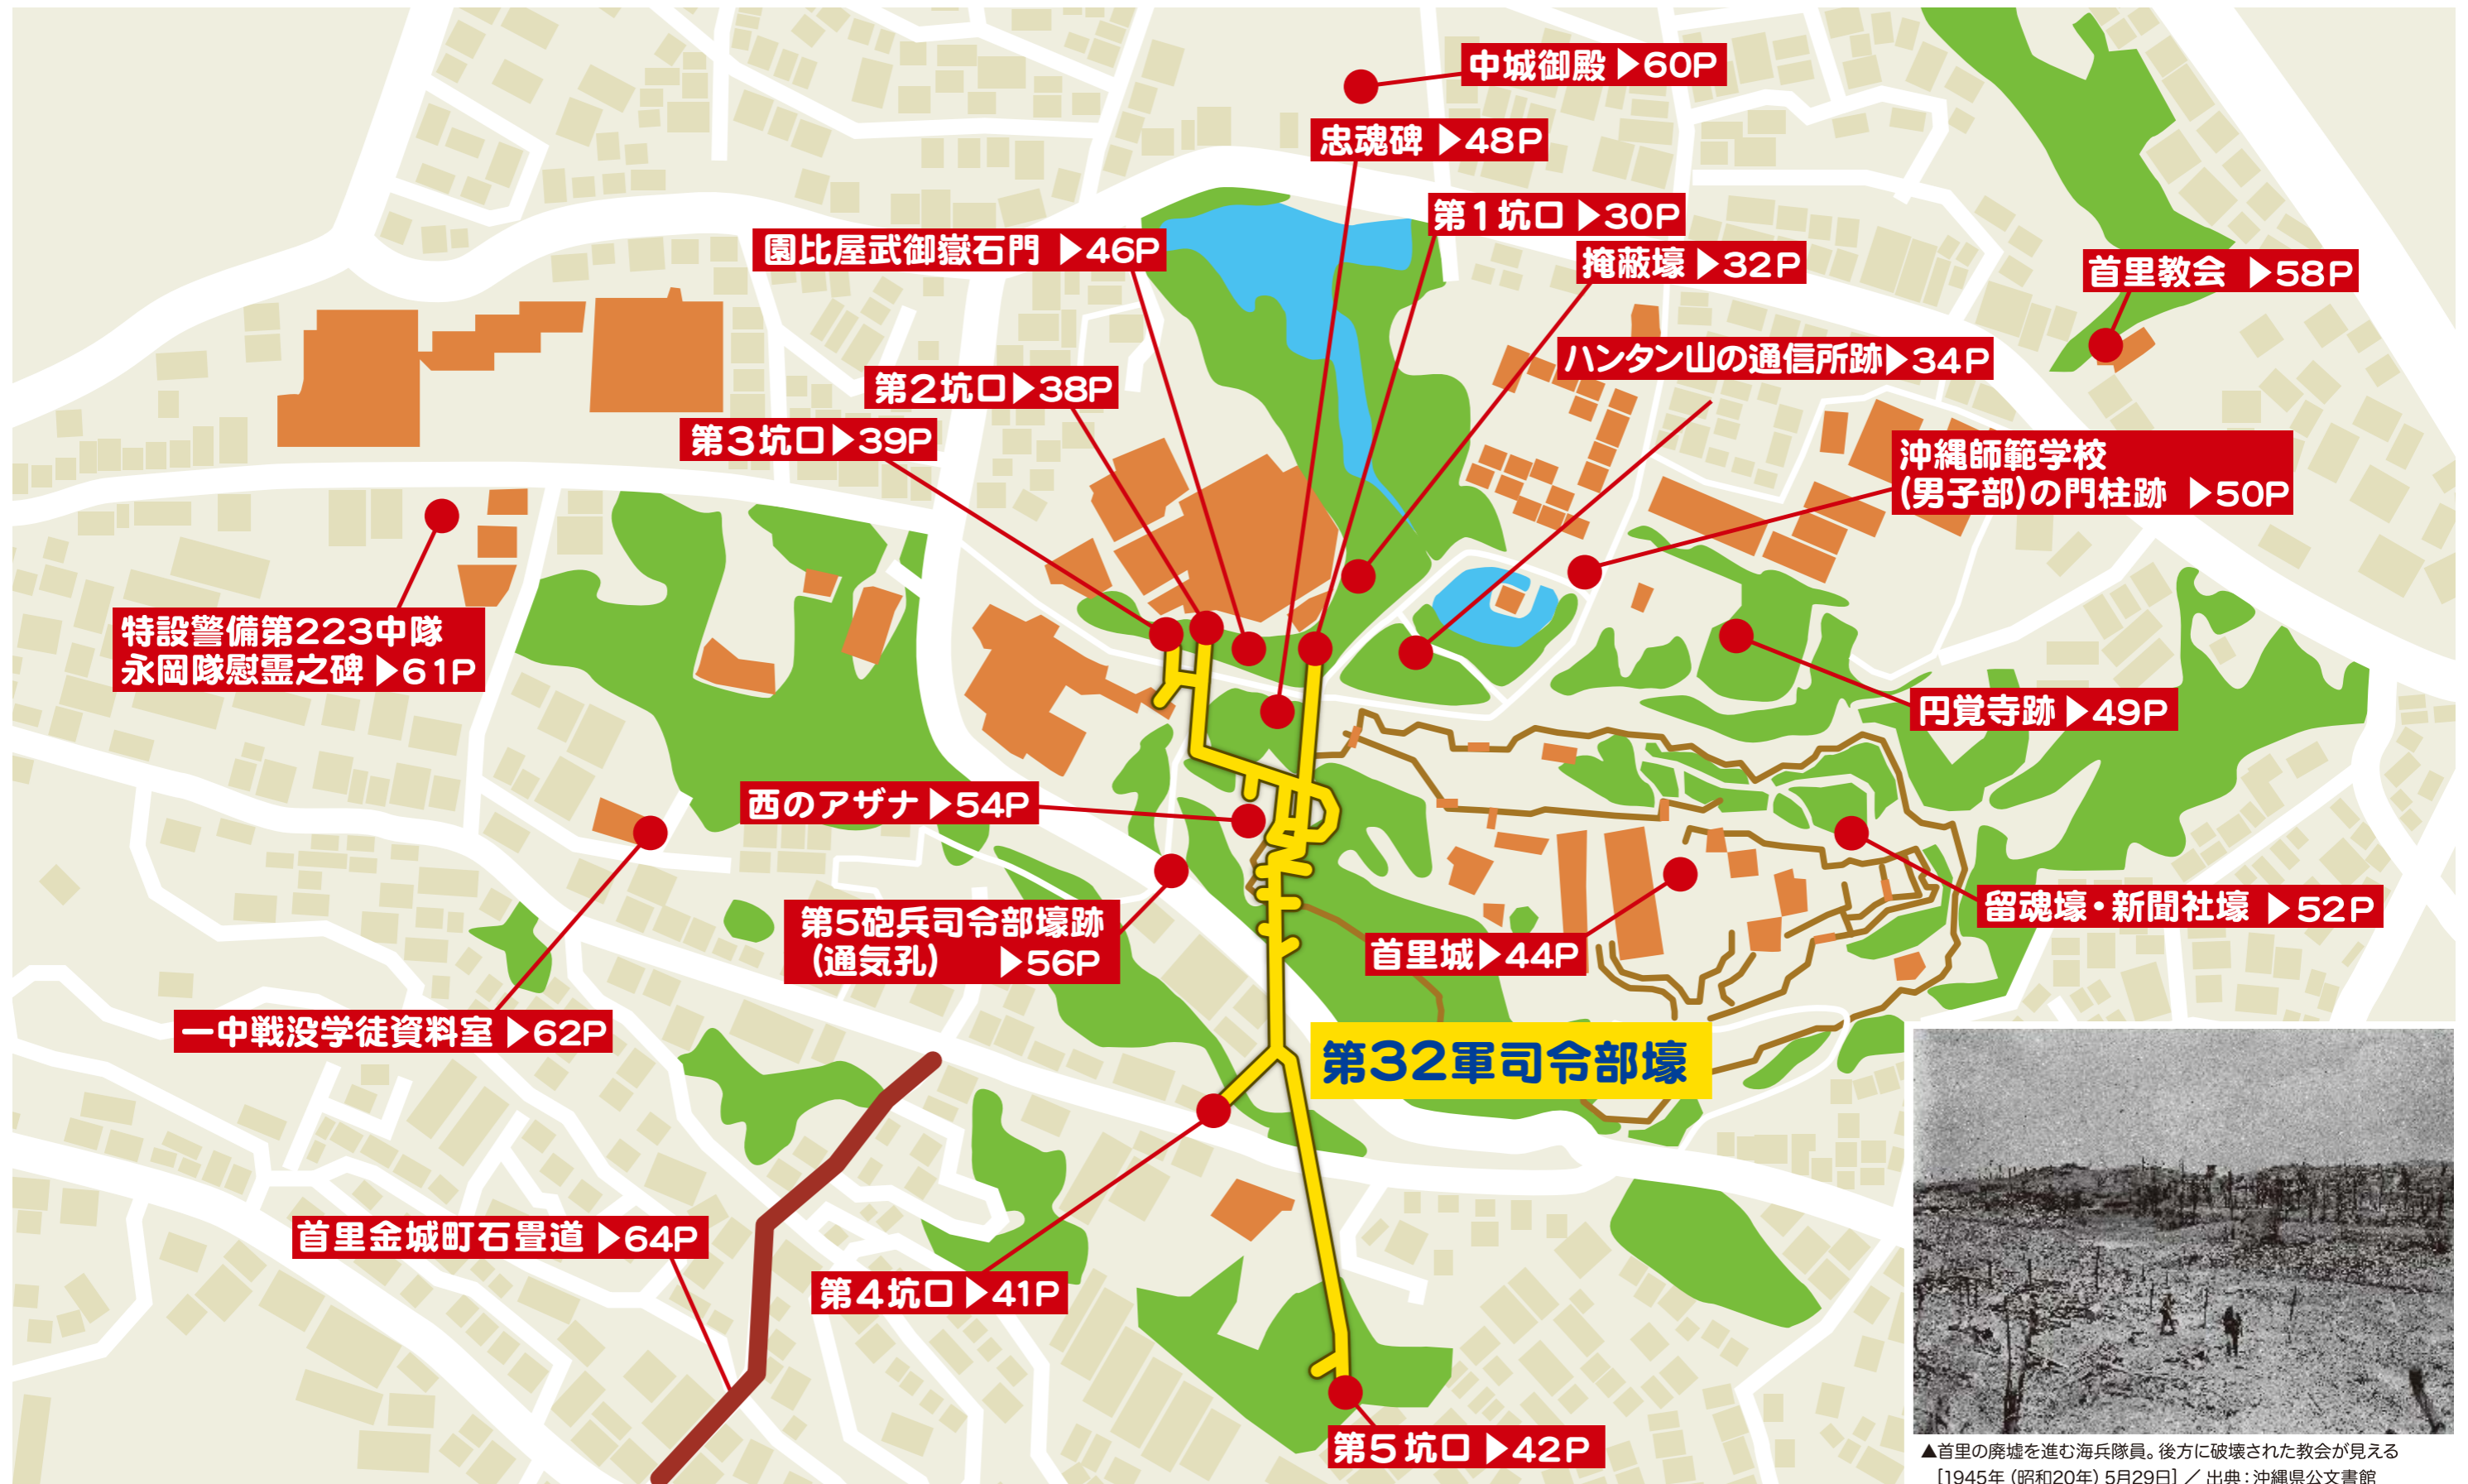 中城御殿 ▶60P
忠魂碑 ▶48P
第1坑口 ▶30P
園比屋武御嶽石門 ▶46P
掩蔽壕 ▶32P
首里教会 ▶58P
ハンタン山の通信所跡▶34P
第2坑口▶38P
第3坑口▶39P
沖縄師範学校
(男子部)の門柱跡 ▶50P
特設警備第223中隊
永岡隊慰霊之碑 ▶61P
円覚寺跡 ▶49P
西のアザナ ▶54P
第5砲兵司令部壕跡
(通気孔) ▶56P
首里城▶44P
留魂壕・新聞社壕 ▶52P
一中戦没学徒資料室 ▶62P
第32軍司令部壕
首里金城町石畳道 ▶64P
第4坑口 ▶41P
第5坑口 ▶42P
▲首里の廃墟を進む海兵隊員。後方に破壊された教会が見える
[1945年(昭和20年)5月29日] / 出典:沖縄県公文書館